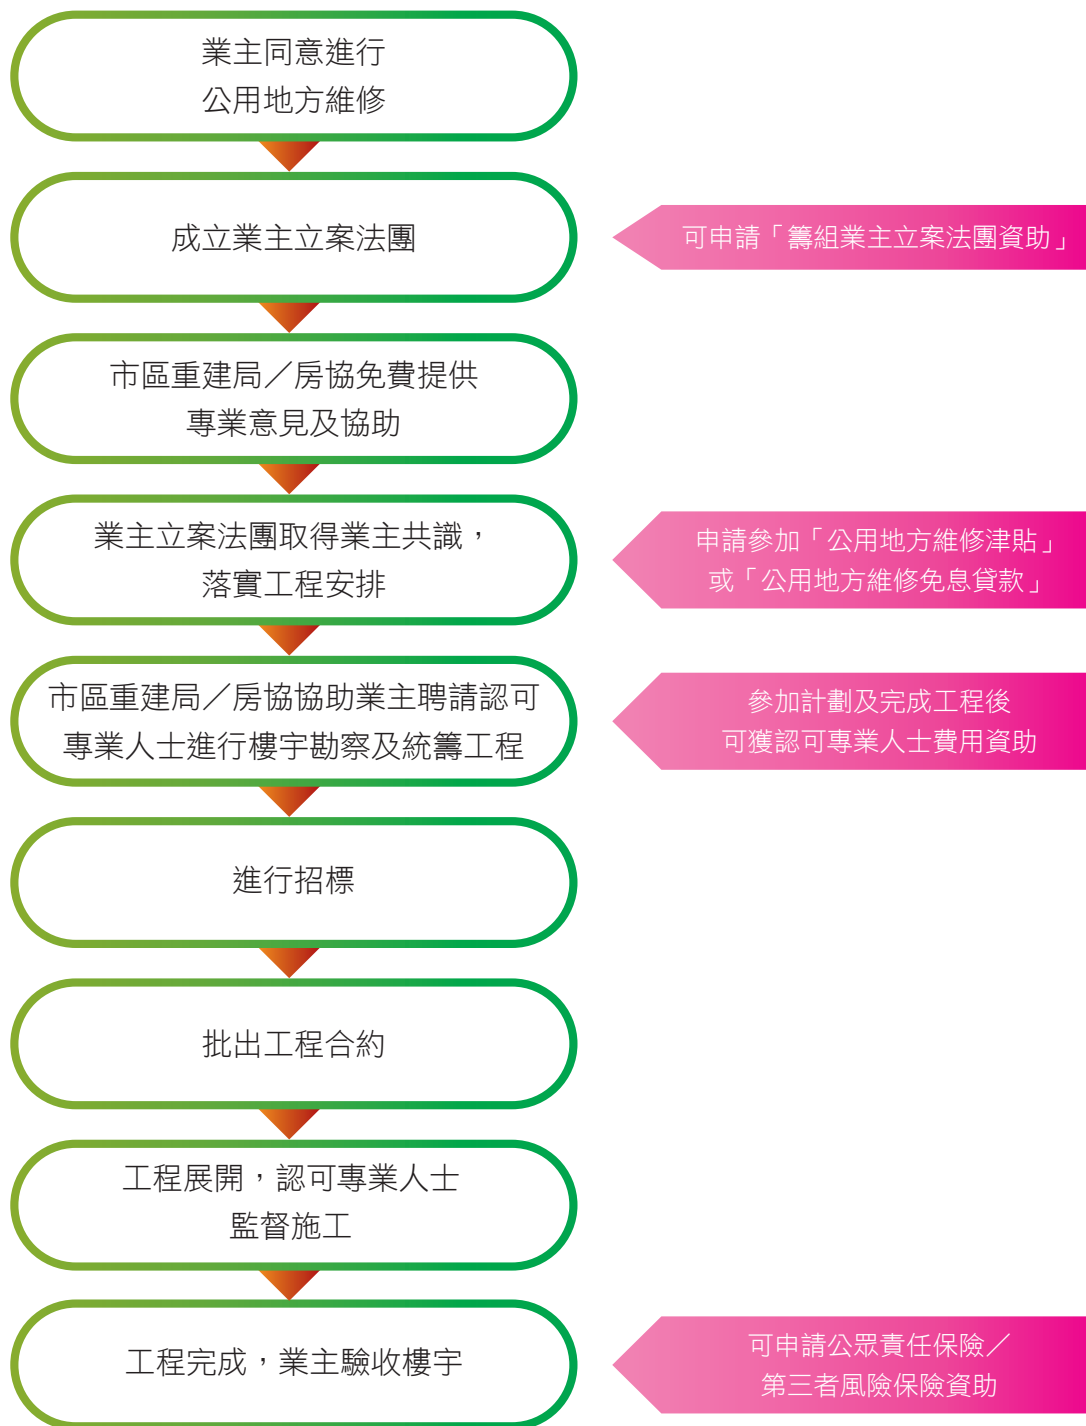 業主同意進行
公用地方維修
成立業主立案法團
可申請「籌組業主立案法團資助」
市區重建局／房協免費提供
專業意見及協助
業主立案法團取得業主共識，
落實工程安排
申請參加「公用地方維修津貼」
或「公用地方維修免息貸款」
市區重建局／房協協助業主聘請認可
專業人士進行樓宇勘察及統籌工程
參加計劃及完成工程後
可獲認可專業人士費用資助
進行招標
批出工程合約
工程展開，認可專業人士
監督施工
工程完成，業主驗收樓宇
可申請公眾責任保險／
第三者風險保險資助